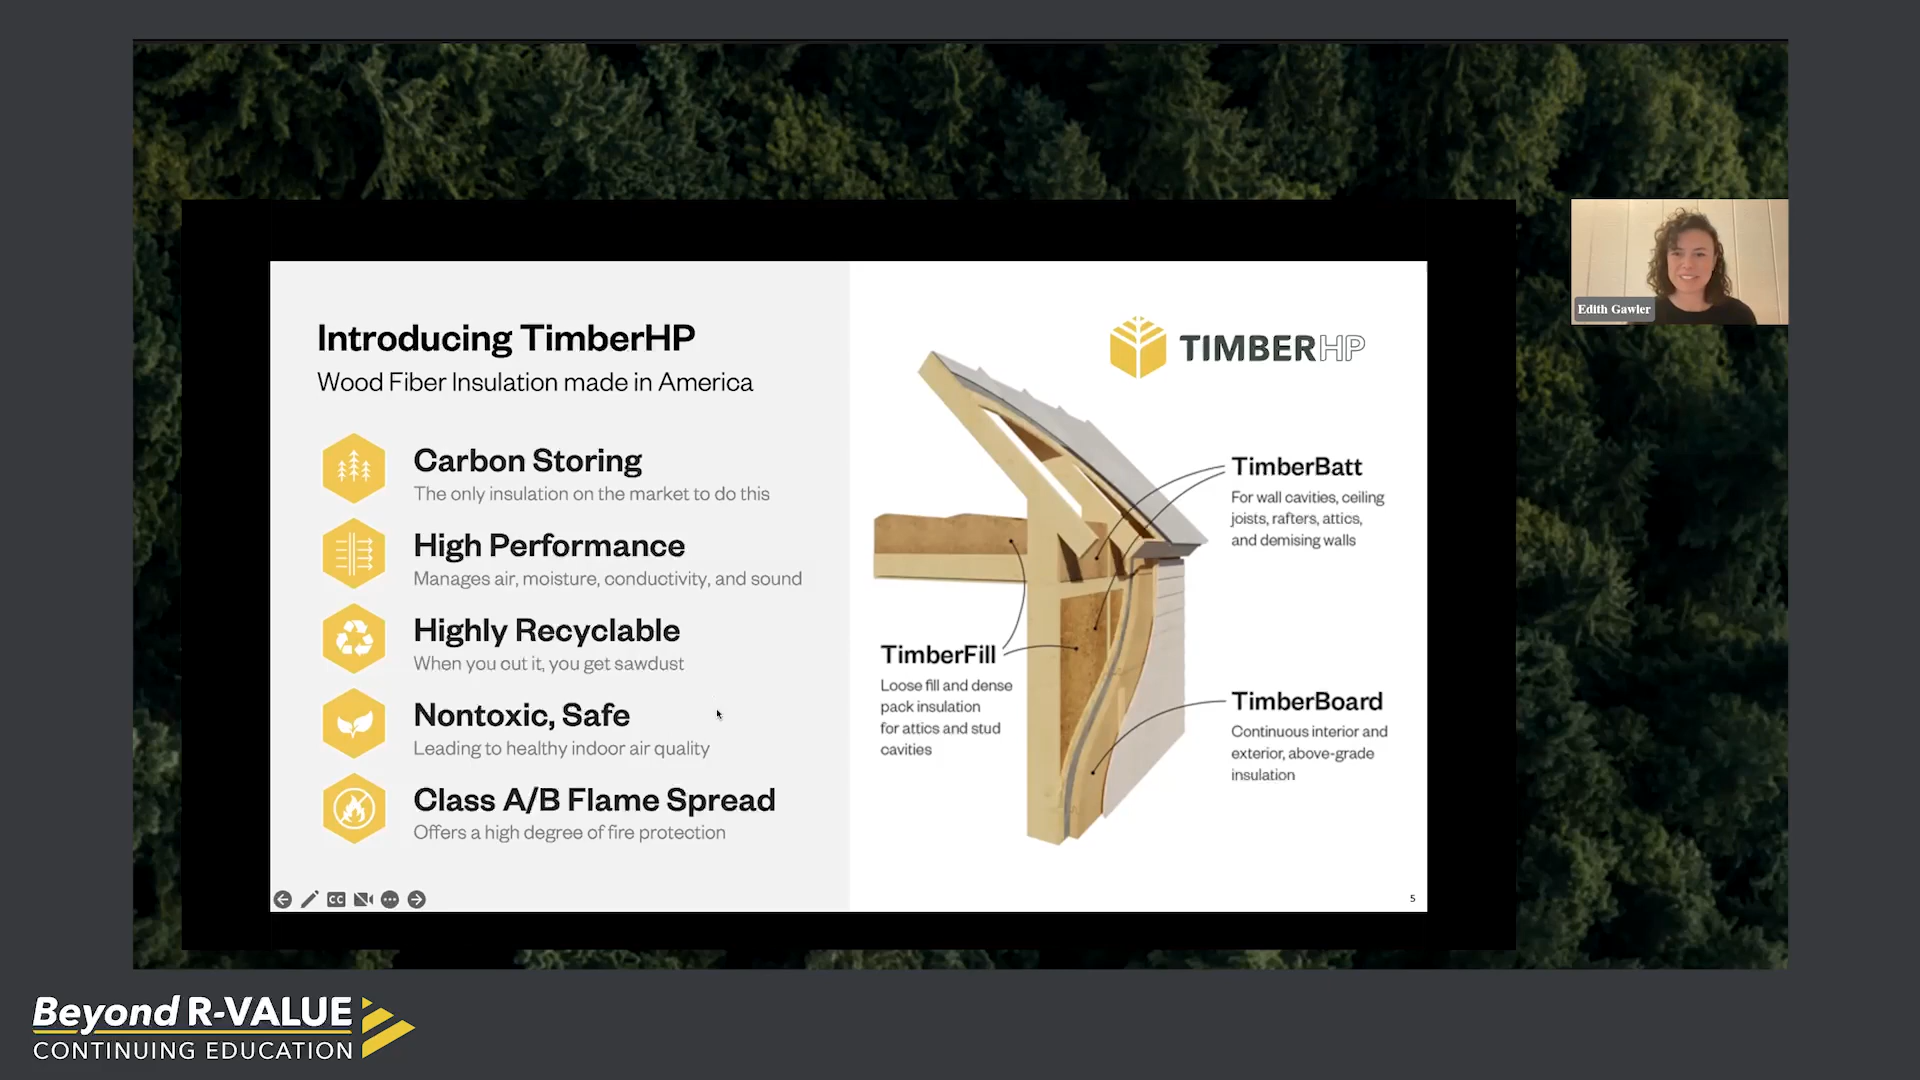 Introducing TimberHP
Wood Fiber Insulation made in America
Carbon Storing
The only insulation on the market to do this
High Performance
Manages air, moisture, conductivity, and sound
Highly Recyclable
When you cut it, you get sawdust
Nontoxic, Safe
Leading to healthy indoor air quality
Class A/B Flame Spread
Offers a high degree of fire protection
CC
TIMBERHP
TimberBatt
For wall cavities, ceiling
joists, rafters, attics,
and demising walls
TimberFill
Loose fill and dense
pack insulation
for attics and stud
cavities
TimberBoard
Continuous interior and
exterior, above-grade
insulation
5
Edith Gawler
Beyond R-VALUE
CONTINUING EDUCATION